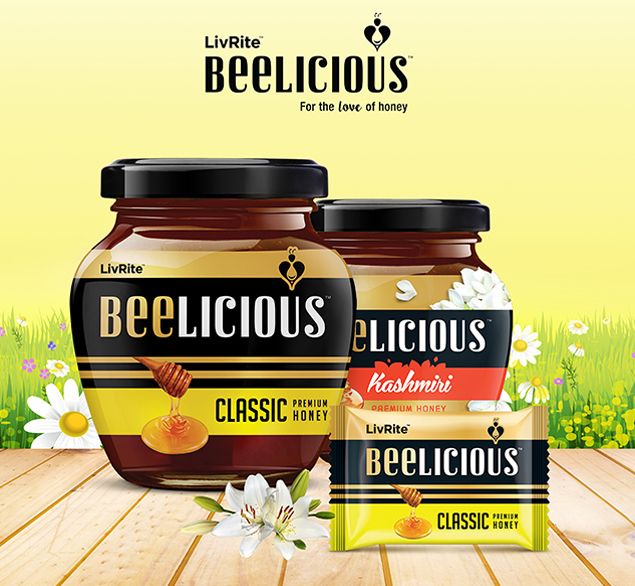 LivRite™
BEELICIOUS™
For the love of honey
LivRite™
BEELICIOUS™
CLASSIC PREMIUM HONEY
ELICIOUS™
Kashmiri
PREMIUM HONEY
LivRite™
BEELICIOUS™
CLASSIC PREMIUM HONEY